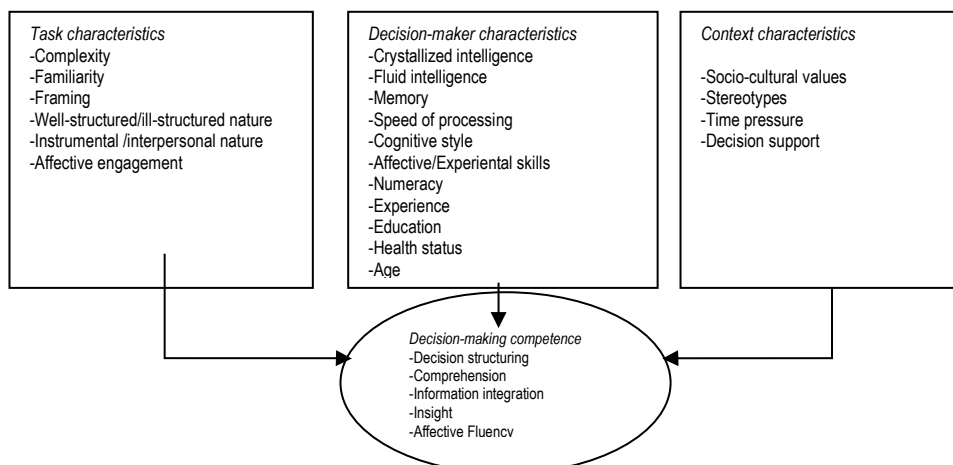 Task characteristics
-Complexity
-Familiarity
-Framing
-Well-structured/ill-structured nature
-Instrumental /interpersonal nature
-Affective engagement
Decision-maker characteristics
-Crystallized intelligence
-Fluid intelligence
-Memory
-Speed of processing
-Cognitive style
-Affective/Experiental skills
-Numeracy
-Experience
-Education
-Health status
-Age
Context characteristics
-Socio-cultural values
-Stereotypes
-Time pressure
-Decision support
Decision-making competence
-Decision structuring
-Comprehension
-Information integration
-Insight
-Affective Fluency